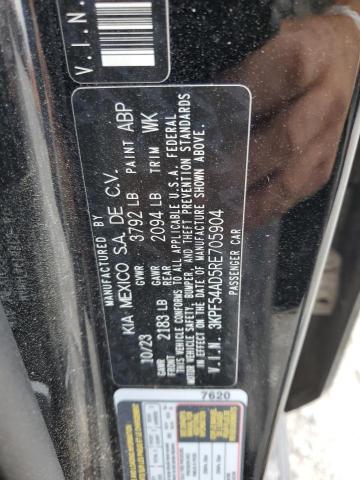 V.I.N.
MANUFACTURED BY
KIA MEXICO S.A. DE C.V.
10/23 GVWR 3792 LB PAINT ABP
GAWR FRONT 2183 LB GAWR REAR 2094 LB TRIM WK
THIS VEHICLE CONFORMS TO ALL APPLICABLE U.S.A. FEDERAL
MOTOR VEHICLE SAFETY, BUMPER, AND THEFT PREVENTION STANDARDS
IN EFFECT ON THE DATE OF MANUFACTURE SHOWN ABOVE.
V.I.N. 3KPF54AD5RE705904
PASSENGER CAR
7620